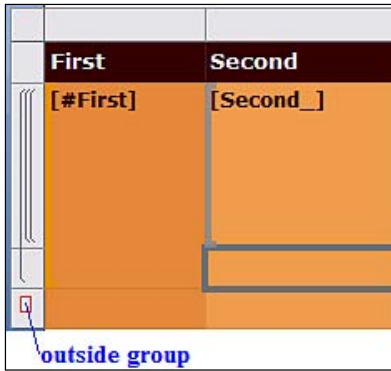 First Second
[#First] [Second_]
outside group